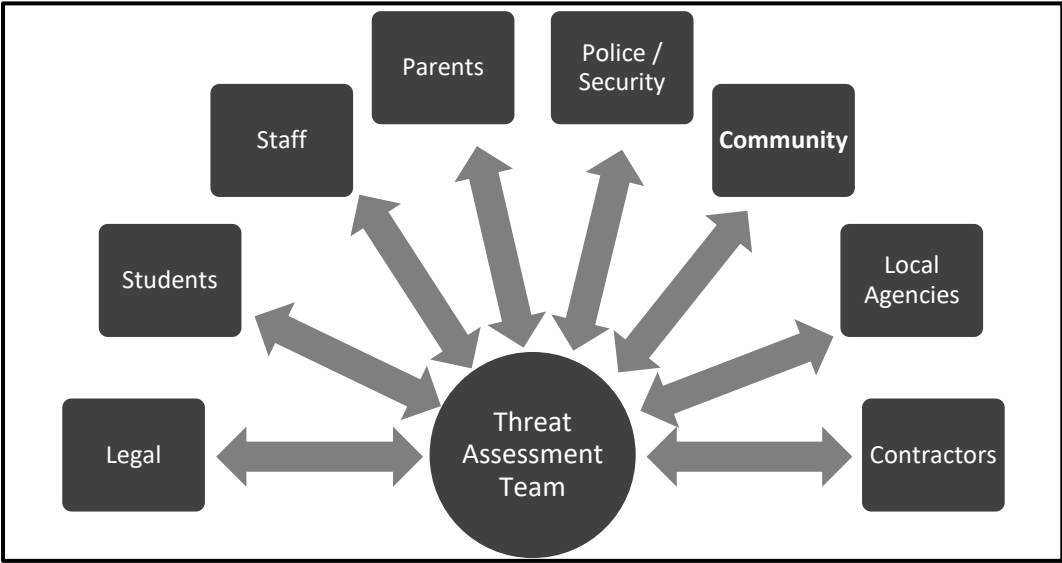 Parents
Police /
Security
Staff
Community
Students
Local
Agencies
Legal
Threat
Assessment
Team
Contractors